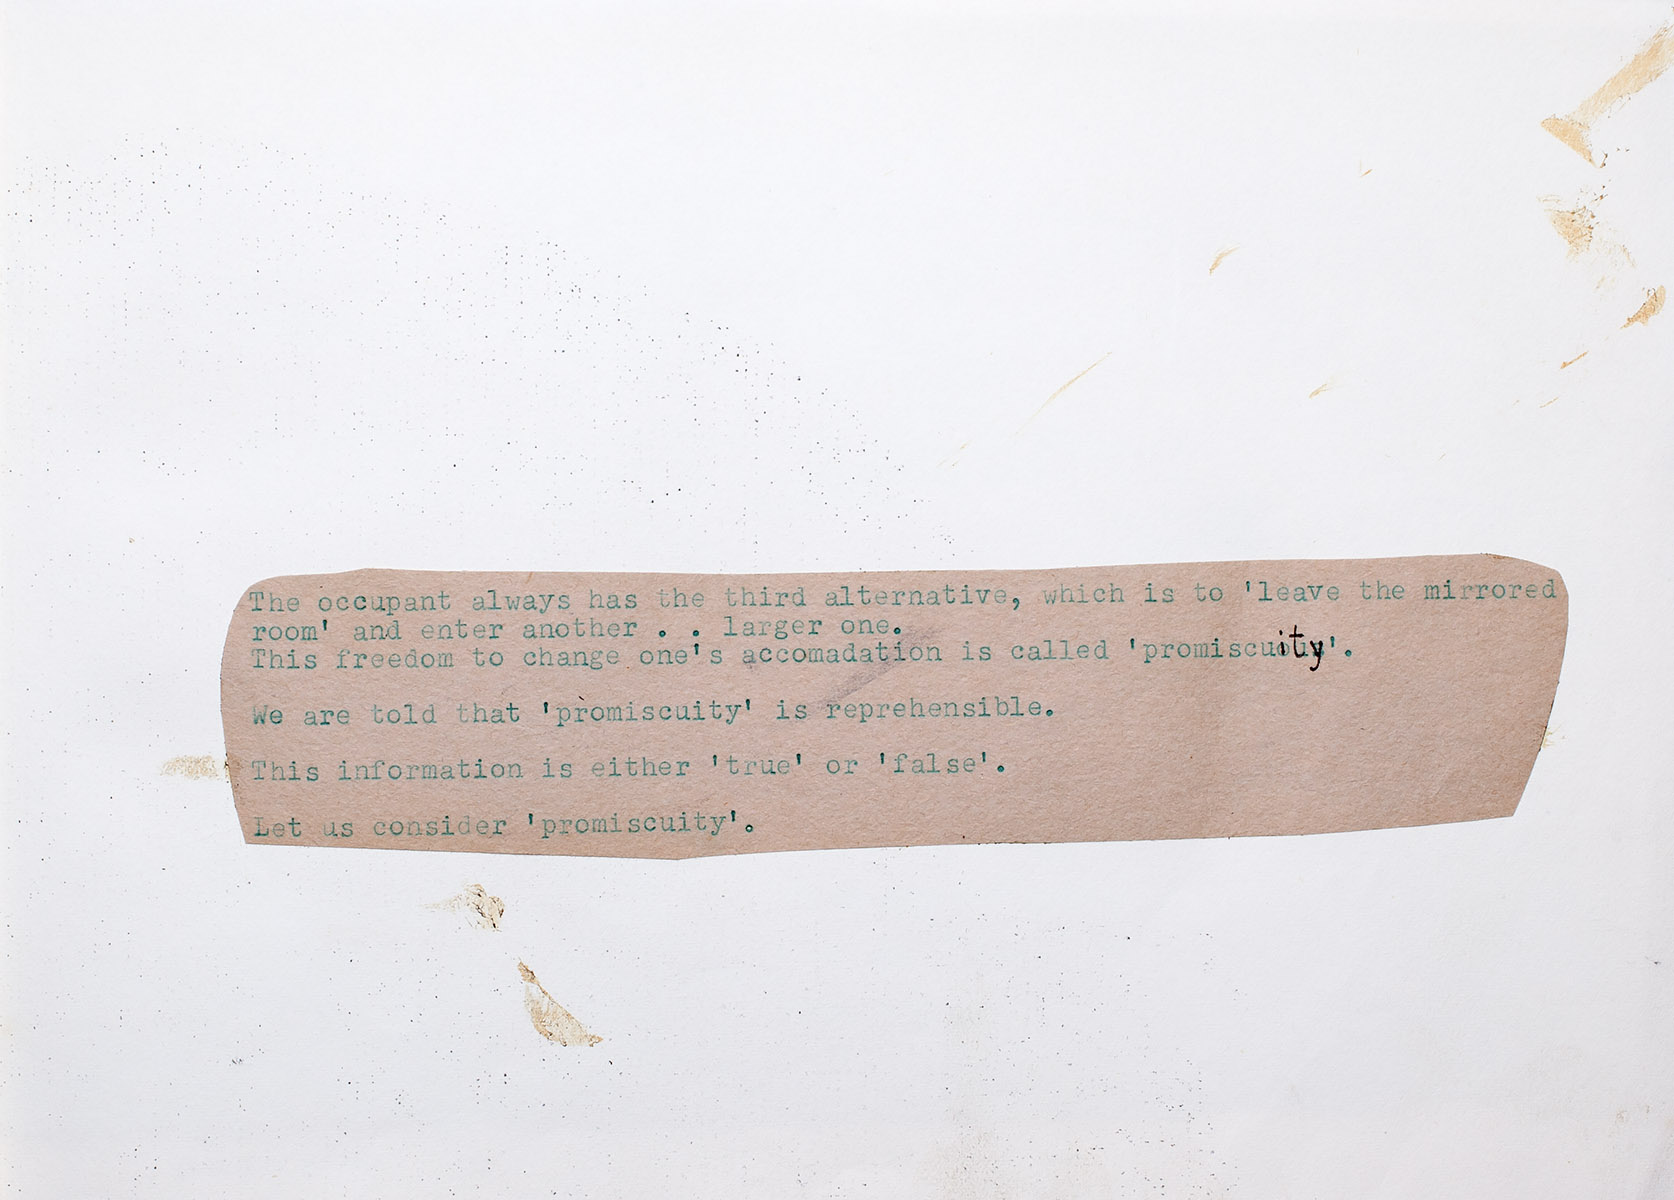 The occupant always has the third alternative, which is to 'leave the mirrored
room' and enter another . . larger one.
This freedom to change one's accomadation is called 'promiscuity'.
We are told that 'promiscuity' is reprehensible.
This information is either 'true' or 'false'.
Let us consider 'promiscuity'.